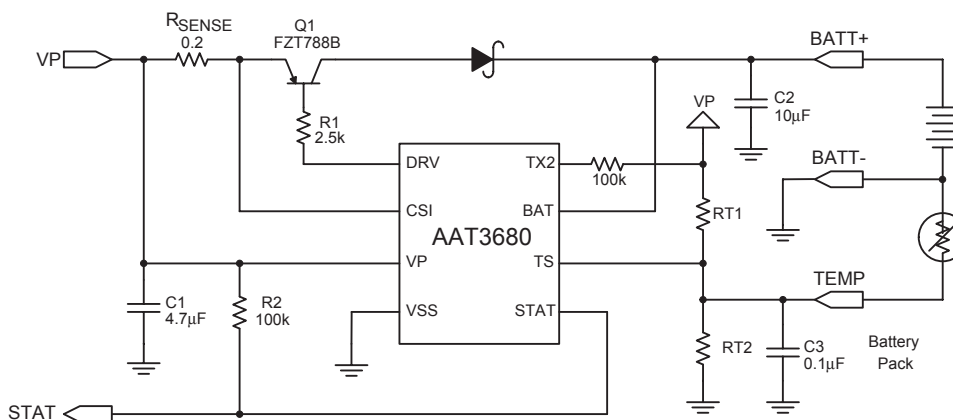 RSENSE
0.2
Q1
FZT788B
VP
BATT+
R1
2.5k
VP
C2
10µF
DRV
TX2
100k
BATT-
CSI
BAT
RT1
AAT3680
VP
TS
TEMP
C1
4.7µF
R2
100k
VSS
STAT
RT2
C3
0.1µF
Battery
Pack
STAT